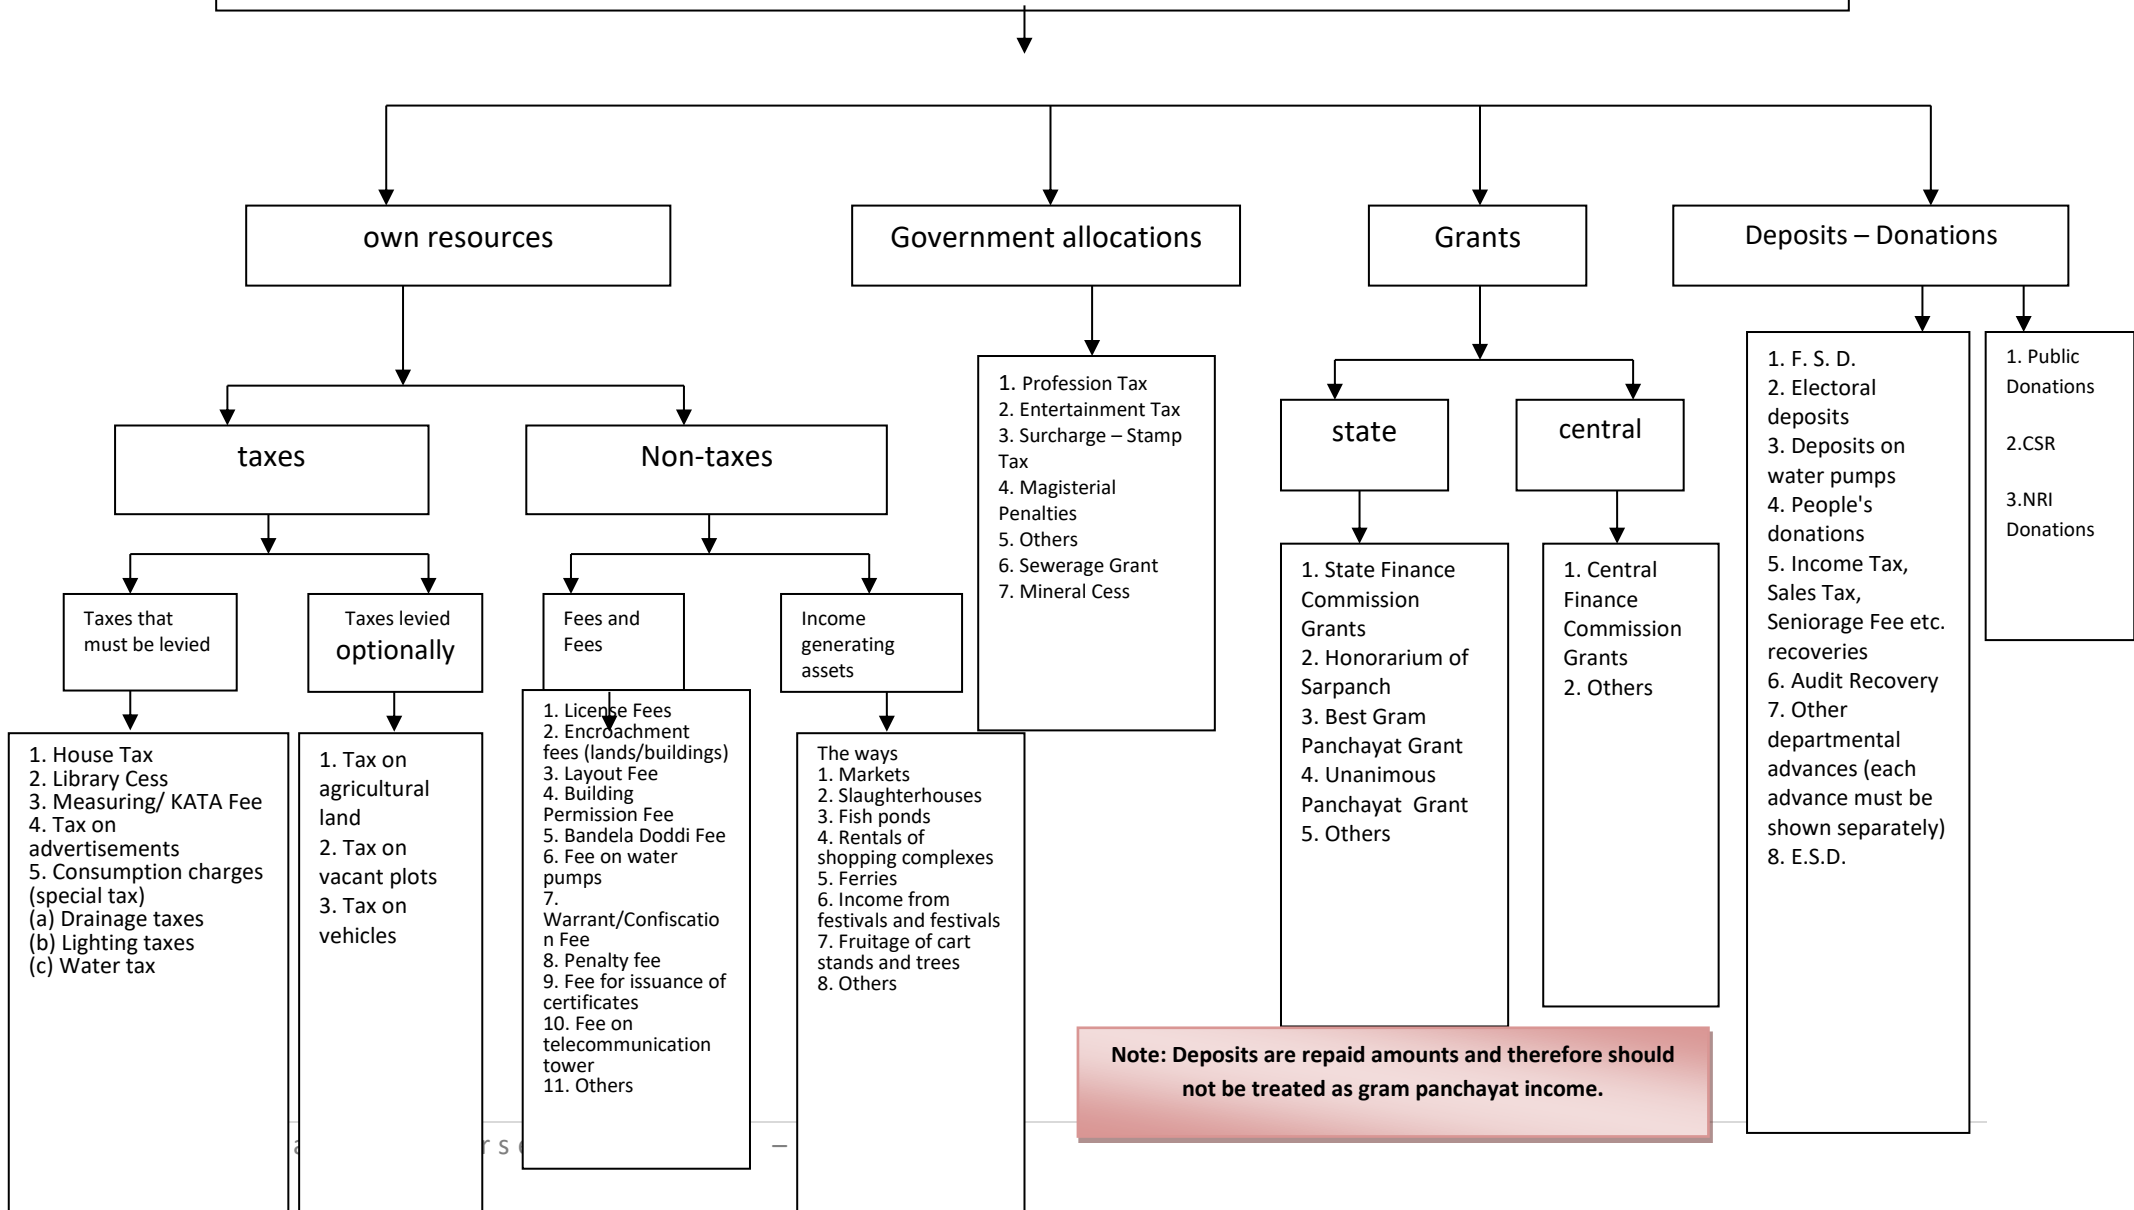 own resources
Government allocations
Grants
Deposits – Donations
taxes
Non-taxes
1. Profession Tax
2. Entertainment Tax
3. Surcharge – Stamp
Tax
4. Magisterial
Penalties
5. Others
6. Sewerage Grant
7. Mineral Cess
state
central
1. F. S. D.
2. Electoral
deposits
3. Deposits on
water pumps
4. People's
donations
5. Income Tax,
Sales Tax,
Seniorage Fee etc.
recoveries
6. Audit Recovery
7. Other
departmental
advances (each
advance must be
shown separately)
8. E.S.D.
1. Public
Donations
2.CSR
3.NRI
Donations
Taxes that
must be levied
Taxes levied
optionally
Fees and
Fees
Income
generating
assets
1. State Finance
Commission
Grants
2. Honorarium of
Sarpanch
3. Best Gram
Panchayat Grant
4. Unanimous
Panchayat Grant
5. Others
1. Central
Finance
Commission
Grants
2. Others
1. House Tax
2. Library Cess
3. Measuring/ KATA Fee
4. Tax on
advertisements
5. Consumption charges
(special tax)
(a) Drainage taxes
(b) Lighting taxes
(c) Water tax
1. Tax on
agricultural
land
2. Tax on
vacant plots
3. Tax on
vehicles
1. License Fees
2. Encroachment
fees (lands/buildings)
3. Layout Fee
4. Building
Permission Fee
5. Bandela Doddi Fee
6. Fee on water
pumps
7.
Warrant/Confiscatio
n Fee
8. Penalty fee
9. Fee for issuance of
certificates
10. Fee on
telecommunication
tower
11. Others
The ways
1. Markets
2. Slaughterhouses
3. Fish ponds
4. Rentals of
shopping complexes
5. Ferries
6. Income from
festivals and festivals
7. Fruitage of cart
stands and trees
8. Others
Note: Deposits are repaid amounts and therefore should
not be treated as gram panchayat income.